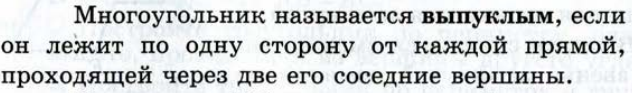 Многоугольник называется выпуклым, если
он лежит по одну сторону от каждой прямой,
проходящей через две его соседние вершины.